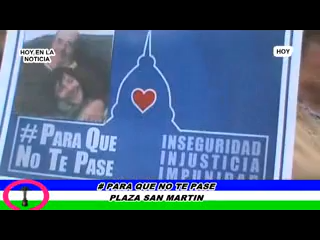 HOY EN LA
NOTICIA
HOY
# PARA QUE
NO TE PASE
INSEGURIDAD
INJUSTICIA
IMPUNIDAD
# PARA QUE NO TE PASE
PLAZA SAN MARTIN